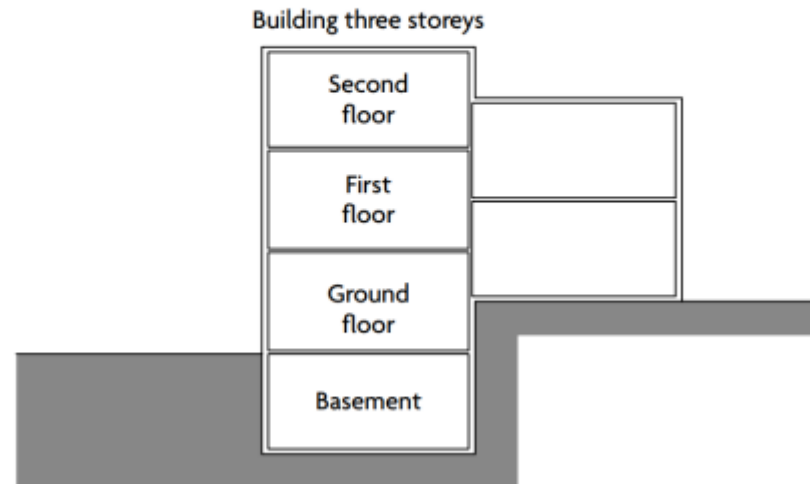 Building three storeys
Second
floor
First
floor
Ground
floor
Basement